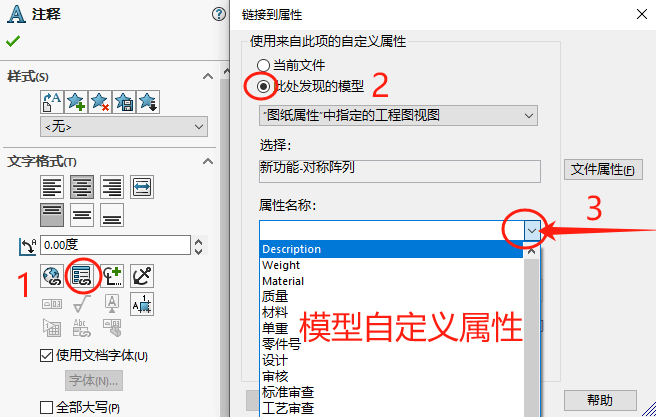 注释
样式(S)
<无>
文字格式(T)
0.00度
1
使用文档字体(U)
字体(N)...
全部大写(P)
链接到属性
使用来自此项的自定义属性
当前文件
此处发现的模型
2
"图纸属性"中指定的工程图视图
选择：
新功能-对称阵列
文件属性(F)
属性名称：
3
Description
Weight
Material
质量
材料
单重
零件号
设计
审核
标准审查
工艺审查
模型自定义属性
帮助